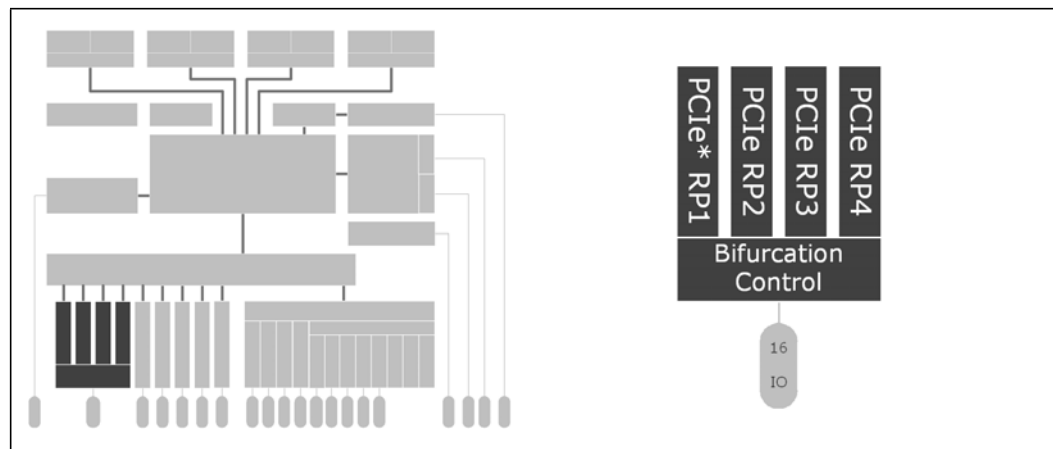 PCIe* RP1
PCIe RP2
PCIe RP3
PCIe RP4
Bifurcation
Control
16
IO